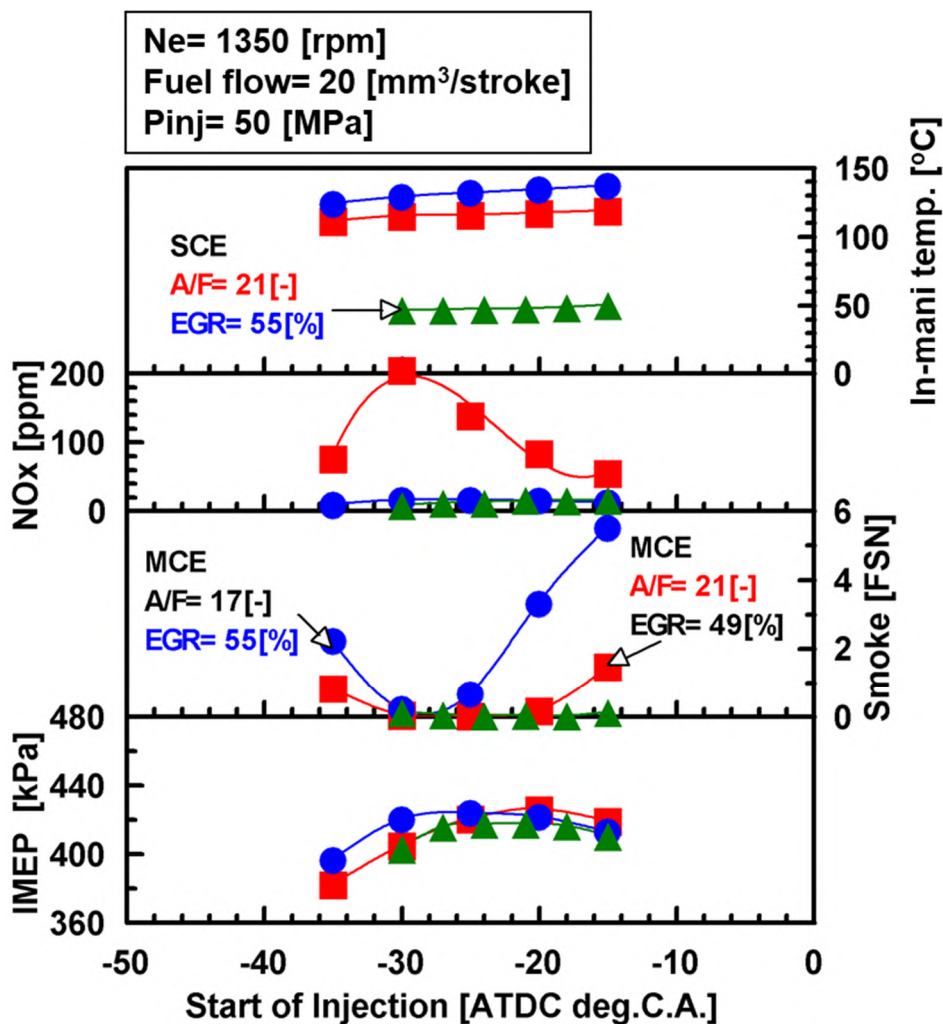 Ne= 1350 [rpm]
Fuel flow= 20 [mm³/stroke]
Pinj= 50 [MPa]
150
100
50
0
In-mani temp. [ºC]
SCE
A/F= 21[-]
EGR= 55[%]
200
100
0
NOx [ppm]
6
4
2
0
Smoke [FSN]
MCE
A/F= 17[-]
EGR= 55[%]
MCE
A/F= 21[-]
EGR= 49[%]
480
440
400
360
IMEP [kPa]
-50
-40
-30
-20
-10
0
Start of Injection [ATDC deg.C.A.]